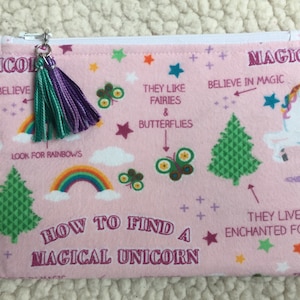 MAGIC
BELIEVE
THEY LIKE
FAIRIES
&
BUTTERFLIES
BELIEVE IN MAGIC
LOOK FOR RAINBOWS
HOW TO FIND A
MAGICAL UNICORN
THEY LIVE
ENCHANTED FO